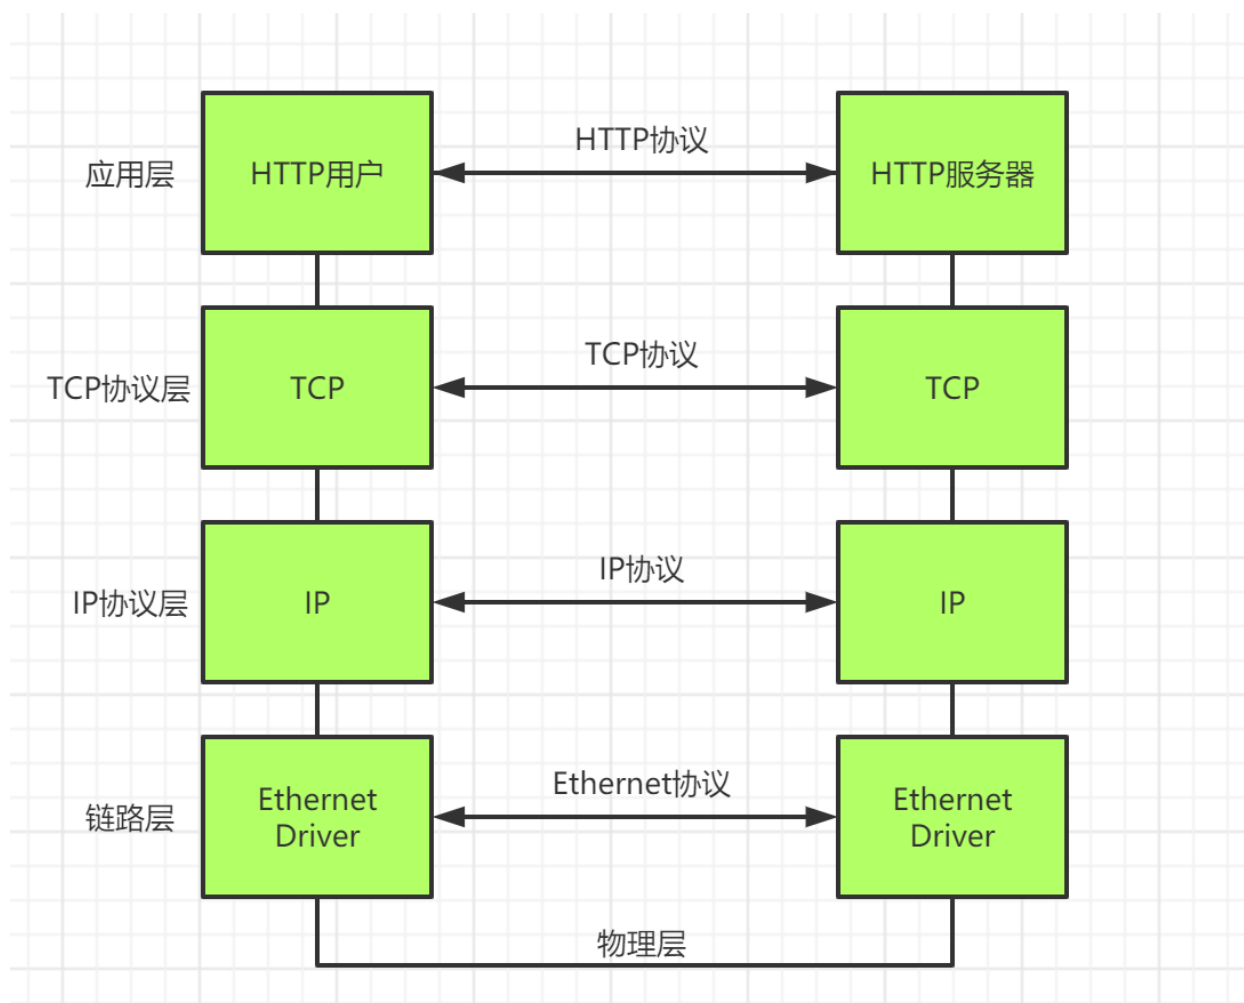 HTTP协议
应用层
HTTP用户
HTTP服务器
TCP协议
TCP协议层
TCP
TCP
IP协议
IP协议层
IP
IP
Ethernet协议
链路层
Ethernet
Driver
Ethernet
Driver
物理层